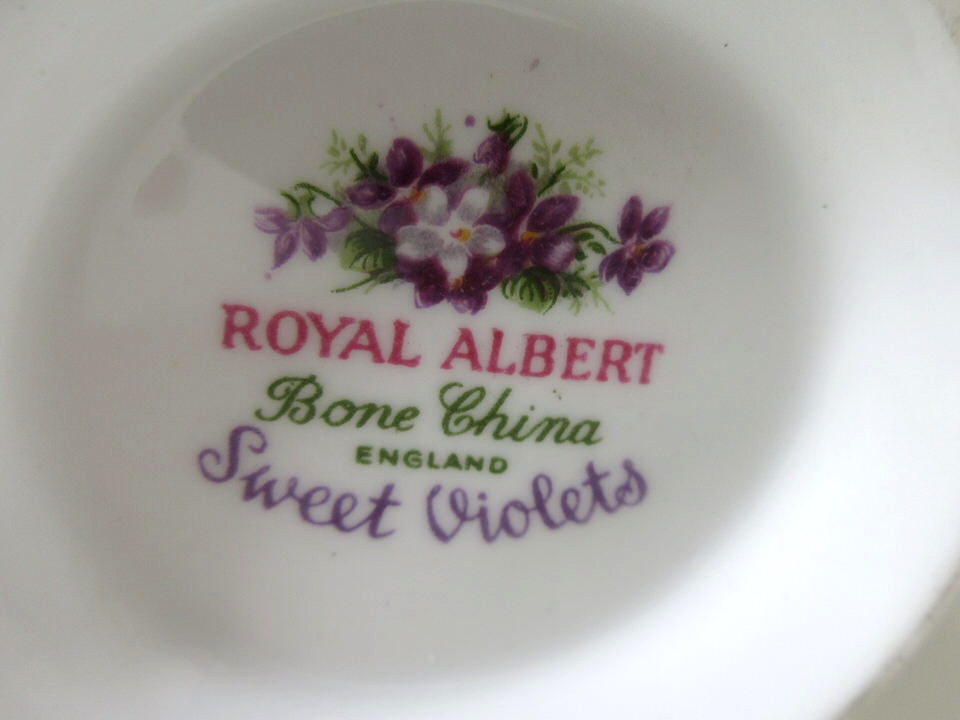 ROYAL ALBERT
Bone China
ENGLAND
Sweet Violets